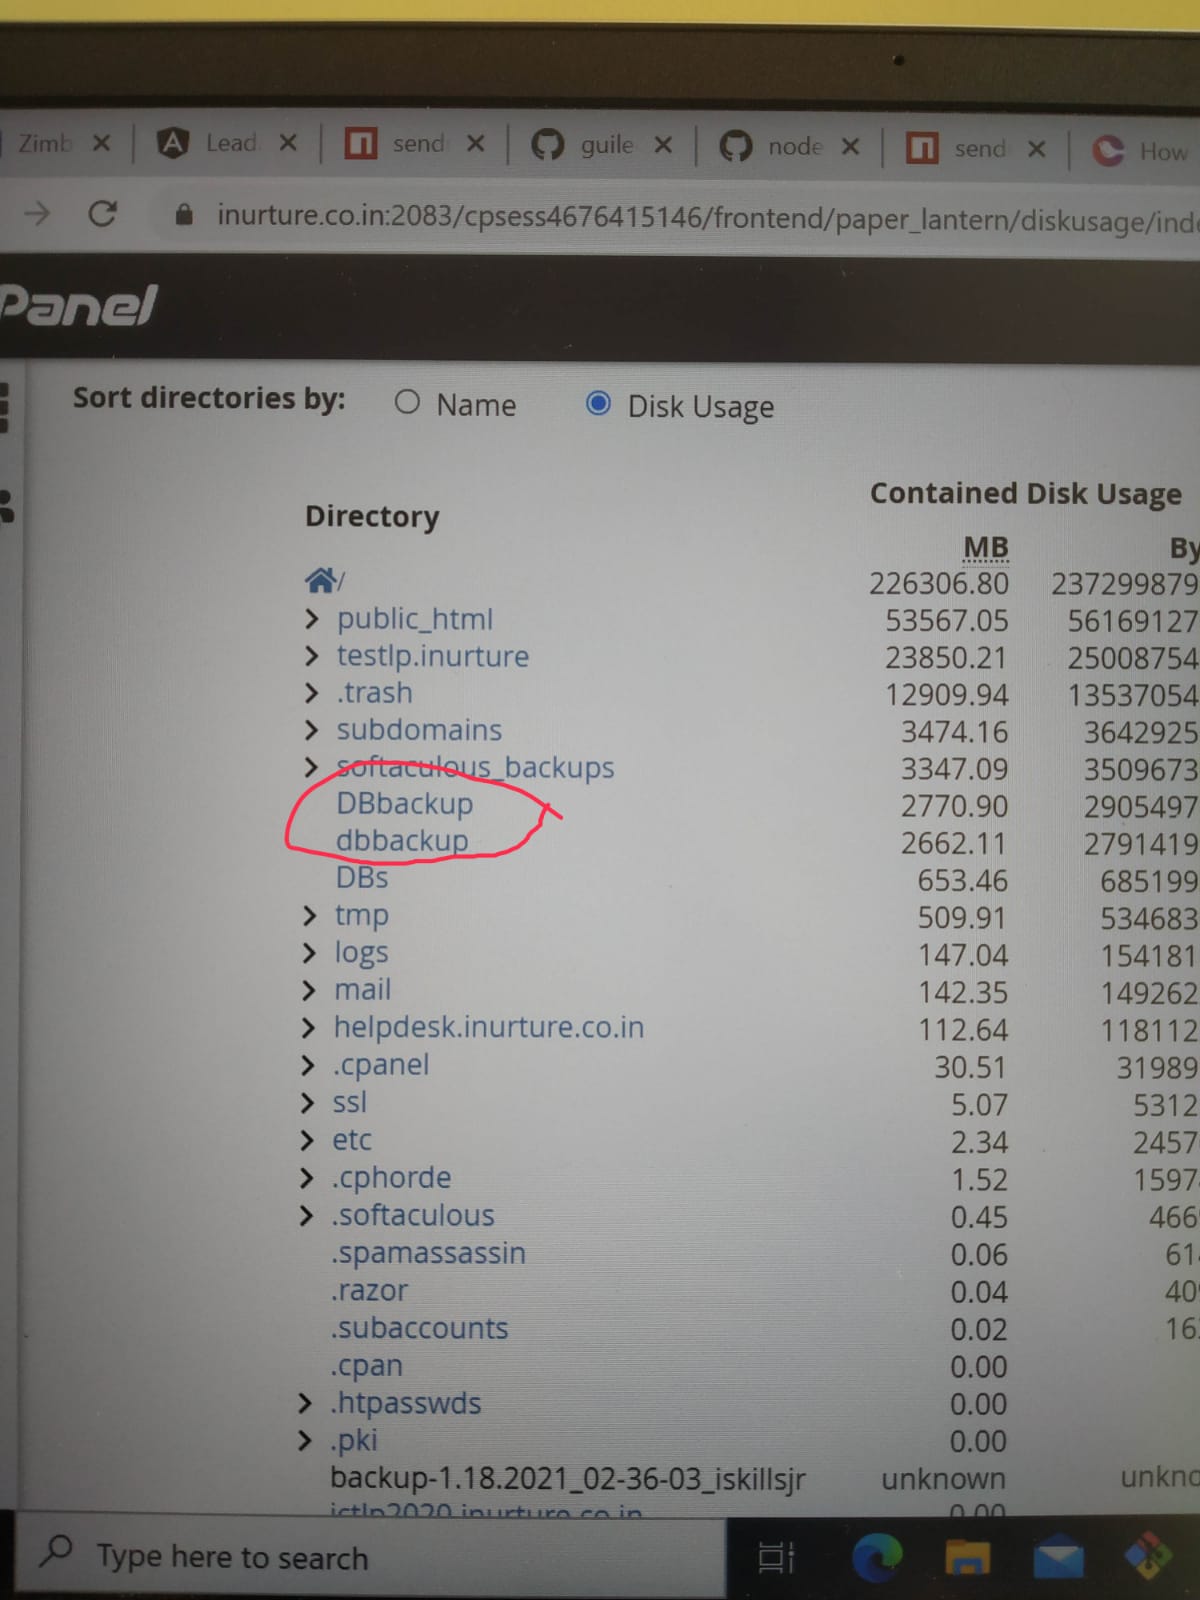 Zimb Lead send guile node send How
inurture.co.in:2083/cpsess4676415146/frontend/paper_lantern/diskusage/inde
Panel
Sort directories by: Name Disk Usage
Contained Disk Usage
Directory
MB By
/ 226306.80 237299879
public_html 53567.05 56169127
testlp.inurture 23850.21 25008754
.trash 12909.94 13537054
subdomains 3474.16 3642925
softaculous_backups 3347.09 3509673
DBbackup 2770.90 2905497
dbbackup 2662.11 2791419
DBs 653.46 685199
tmp 509.91 534683
logs 147.04 154181
mail 142.35 149262
helpdesk.inurture.co.in 112.64 118112
.cpanel 30.51 31989
ssl 5.07 5312
etc 2.34 2457
.cphorde 1.52 1597
.softaculous 0.45 466
.spamassassin 0.06 61
.razor 0.04 40
.subaccounts 0.02 16
.cpan 0.00
.htpasswds 0.00
.pki 0.00
backup-1.18.2021_02-36-03_iskillsjr unknown unkno
ictlp2020.inurture.co.in 0.00
Type here to search